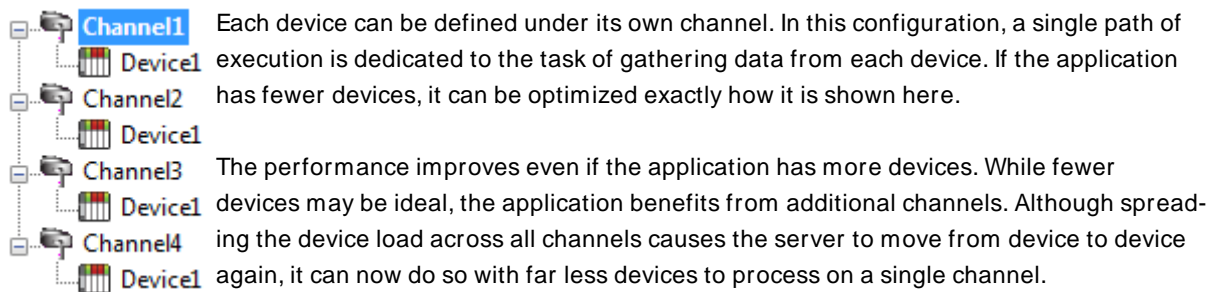 Channel1
Device1
Channel2
Device1
Channel3
Device1
Channel4
Device1
Each device can be defined under its own channel. In this configuration, a single path of
execution is dedicated to the task of gathering data from each device. If the application
has fewer devices, it can be optimized exactly how it is shown here.
The performance improves even if the application has more devices. While fewer
devices may be ideal, the application benefits from additional channels. Although spread-
ing the device load across all channels causes the server to move from device to device
again, it can now do so with far less devices to process on a single channel.